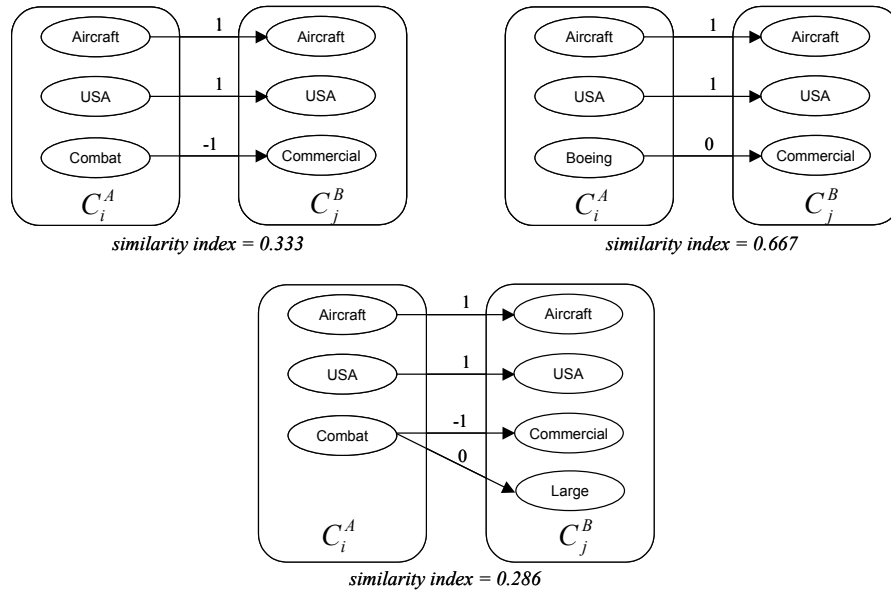 Aircraft 1 Aircraft
USA 1 USA
Combat -1 Commercial
C_i^A C_j^B
similarity index = 0.333
Aircraft 1 Aircraft
USA 1 USA
Boeing 0 Commercial
C_i^A C_j^B
similarity index = 0.667
Aircraft 1 Aircraft
USA 1 USA
Combat -1 Commercial
0
Large
C_i^A C_j^B
similarity index = 0.286